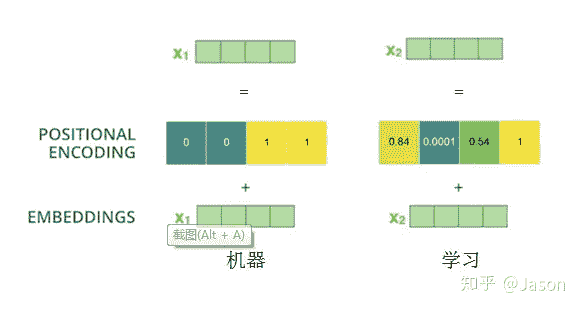 x1 x2
= =
POSITIONAL ENCODING 0 0 1 1 0.84 0.0001 0.54 1
+ +
EMBEDDINGS x1 x2
截图(Alt + A)
机器 学习
知乎 @Jason